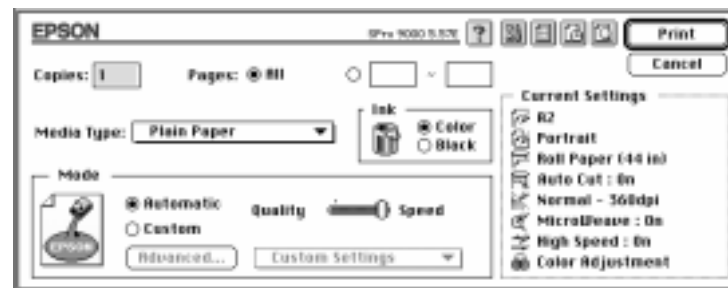 EPSON SPro 9000 5.57E ? Print
Cancel
Copies: 1 Pages: All ~
Media Type: Plain Paper
Ink
Color
Black
Mode
EPSON
Automatic
Custom
Quality Speed
Advanced... Custom Settings
Current Settings
A2
Portrait
Roll Paper (44 in)
Auto Cut : On
Normal - 360dpi
MicroWeave : On
High Speed : On
Color Adjustment